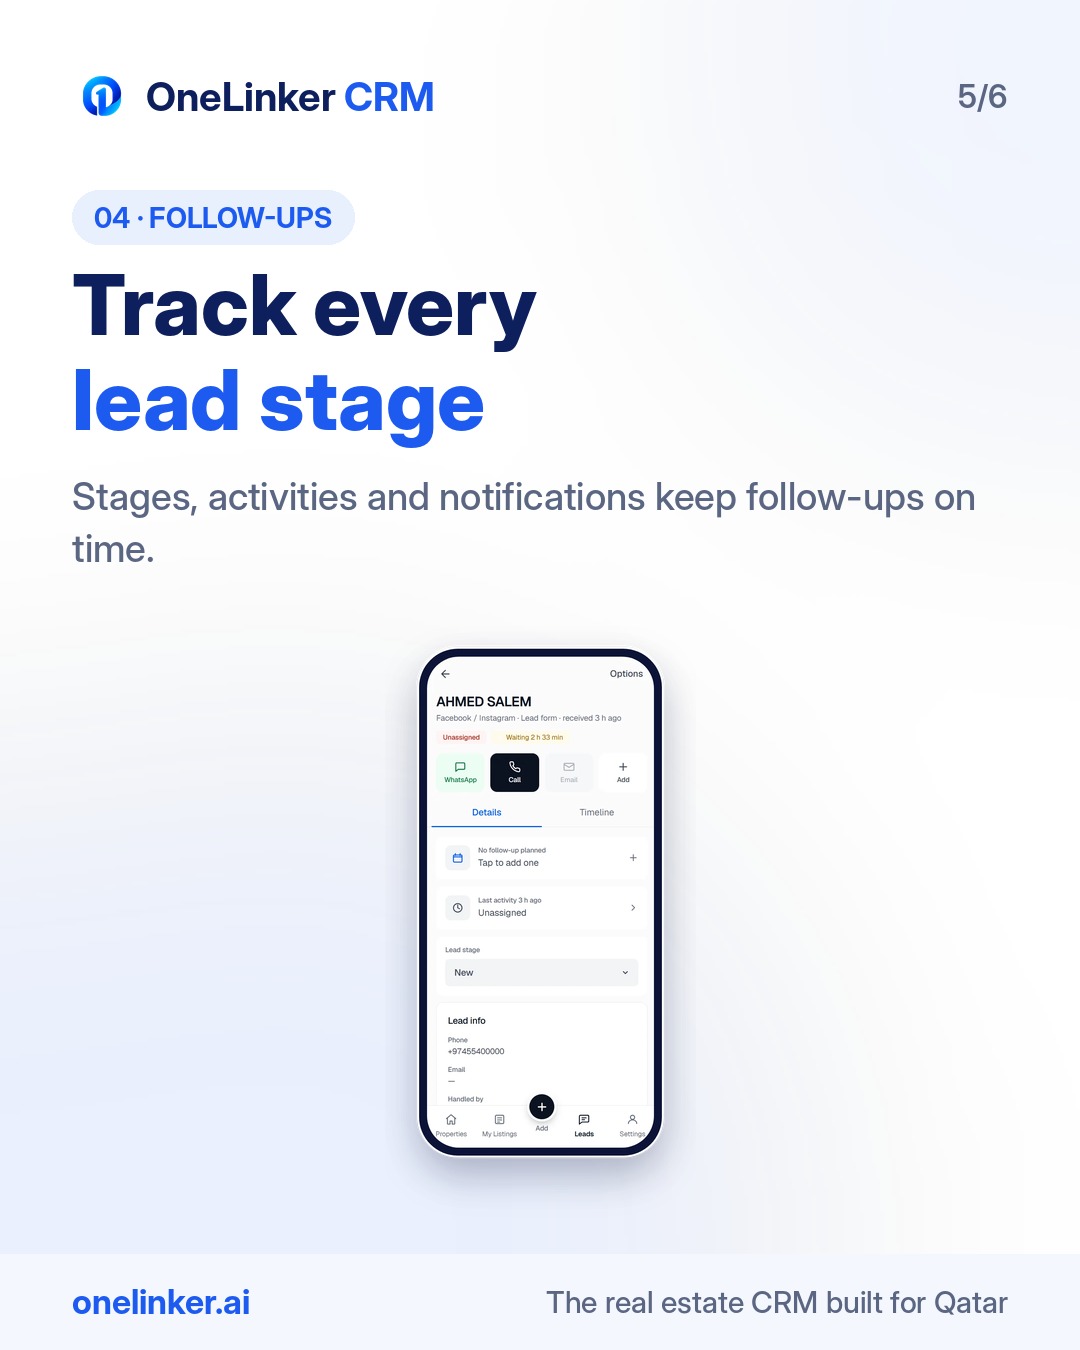 OneLinker CRM
5/6
04 · FOLLOW-UPS
Track every
lead stage
Stages, activities and notifications keep follow-ups on
time.
Options
AHMED SALEM
Facebook / Instagram · Lead form · received 3 h ago
Unassigned
Waiting 2 h 33 min
WhatsApp
Call
Email
Add
Details
Timeline
No follow-up planned
Tap to add one
Last activity 3 h ago
Unassigned
Lead stage
New
Lead info
Phone
+97455400000
Email
—
Handled by
Properties
My Listings
Add
Leads
Settings
onelinker.ai
The real estate CRM built for Qatar